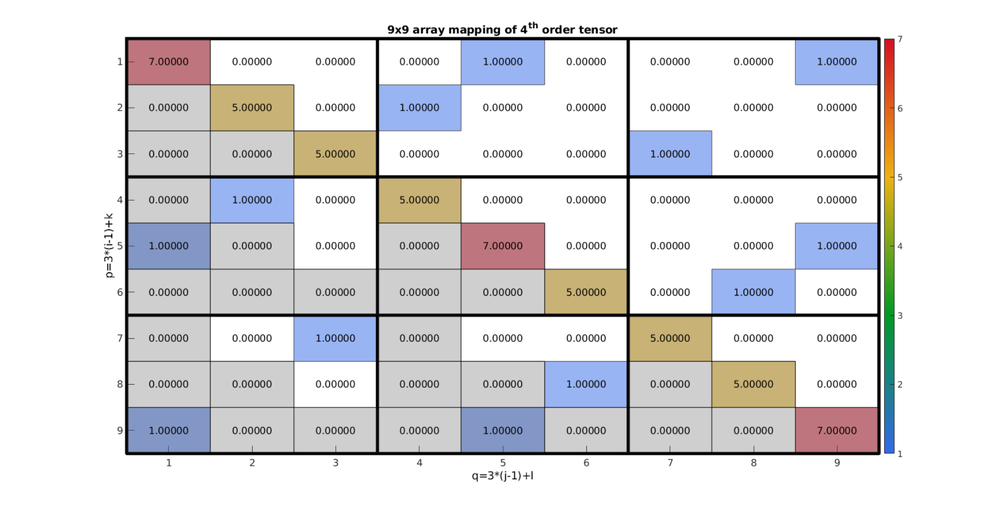 9x9 array mapping of 4th order tensor
1 7.00000 0.00000 0.00000 0.00000 1.00000 0.00000 0.00000 0.00000 1.00000
2 0.00000 5.00000 0.00000 1.00000 0.00000 0.00000 0.00000 0.00000 0.00000
3 0.00000 0.00000 5.00000 0.00000 0.00000 0.00000 1.00000 0.00000 0.00000
4 0.00000 1.00000 0.00000 5.00000 0.00000 0.00000 0.00000 0.00000 0.00000
5 1.00000 0.00000 0.00000 0.00000 7.00000 0.00000 0.00000 0.00000 1.00000
6 0.00000 0.00000 0.00000 0.00000 0.00000 5.00000 0.00000 1.00000 0.00000
7 0.00000 0.00000 1.00000 0.00000 0.00000 0.00000 5.00000 0.00000 0.00000
8 0.00000 0.00000 0.00000 0.00000 0.00000 1.00000 0.00000 5.00000 0.00000
9 1.00000 0.00000 0.00000 0.00000 1.00000 0.00000 0.00000 0.00000 7.00000
1 2 3 4 5 6 7 8 9
q=3*(j-1)+l
p=3*(i-1)+k
7
6
5
4
3
2
1